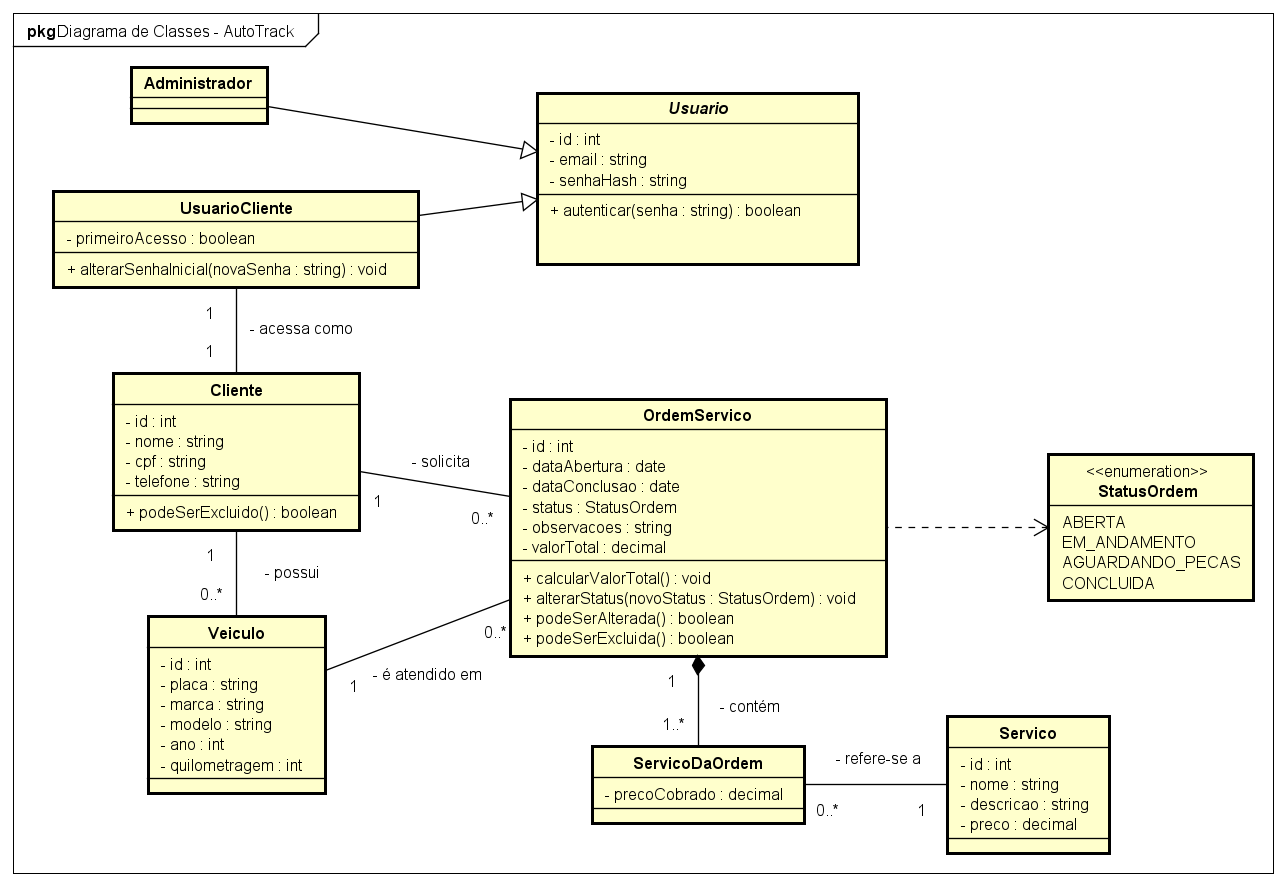 pkg Diagrama de Classes - AutoTrack
Administrador
Usuario
- id : int
- email : string
- senhaHash : string
+ autenticar(senha : string) : boolean
UsuarioCliente
- primeiroAcesso : boolean
+ alterarSenhaInicial(novaSenha : string) : void
1
- acessa como
1
Cliente
- id : int
- nome : string
- cpf : string
- telefone : string
+ podeSerExcluido() : boolean
- solicita
1
0..*
OrdemServico
- id : int
- dataAbertura : date
- dataConclusao : date
- status : StatusOrdem
- observacoes : string
- valorTotal : decimal
+ calcularValorTotal() : void
+ alterarStatus(novoStatus : StatusOrdem) : void
+ podeSerAlterada() : boolean
+ podeSerExcluida() : boolean
<<enumeration>>
StatusOrdem
ABERTA
EM_ANDAMENTO
AGUARDANDO_PECAS
CONCLUIDA
1
- possui
0..*
Veiculo
- id : int
- placa : string
- marca : string
- modelo : string
- ano : int
- quilometragem : int
0..*
1
- é atendido em
1
- contém
1..*
ServicoDaOrdem
- precoCobrado : decimal
- refere-se a
0..*
1
Servico
- id : int
- nome : string
- descricao : string
- preco : decimal